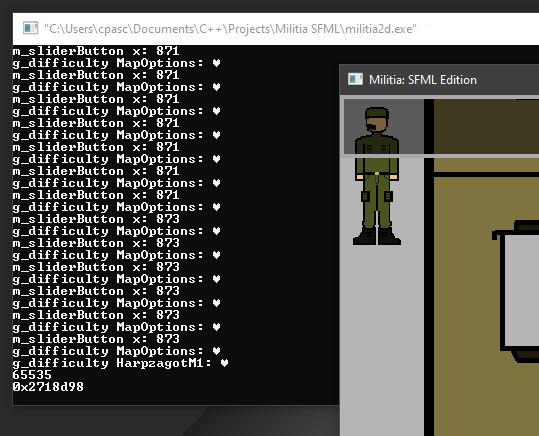 "C:\Users\cpasc\Documents\C++\Projects\Militia SFML\militia2d.exe"
m_sliderButton x: 871
g_difficulty MapOptions: ♥
m_sliderButton x: 871
g_difficulty MapOptions: ♥
m_sliderButton x: 871
g_difficulty MapOptions: ♥
m_sliderButton x: 871
g_difficulty MapOptions: ♥
m_sliderButton x: 871
g_difficulty MapOptions: ♥
m_sliderButton x: 871
g_difficulty MapOptions: ♥
m_sliderButton x: 871
g_difficulty MapOptions: ♥
m_sliderButton x: 873
g_difficulty MapOptions: ♥
m_sliderButton x: 873
g_difficulty MapOptions: ♥
m_sliderButton x: 873
g_difficulty MapOptions: ♥
m_sliderButton x: 873
g_difficulty MapOptions: ♥
m_sliderButton x: 873
g_difficulty MapOptions: ♥
m_sliderButton x: 873
g_difficulty MapOptions: ♥
g_difficulty HarpzagotM1: ♥
65535
0x2718d98
Militia: SFML Edition